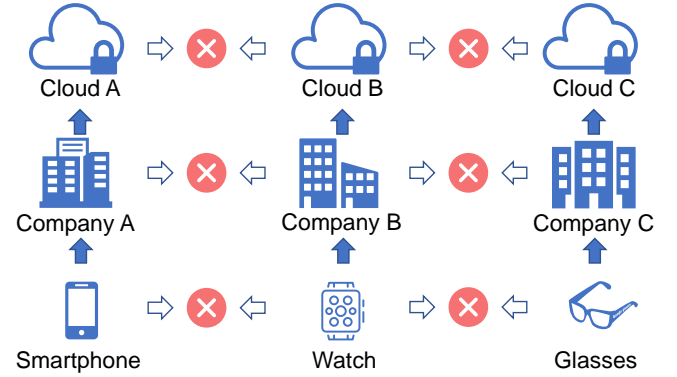 Cloud A
Cloud B
Cloud C
Company A
Company B
Company C
Smartphone
Watch
Glasses